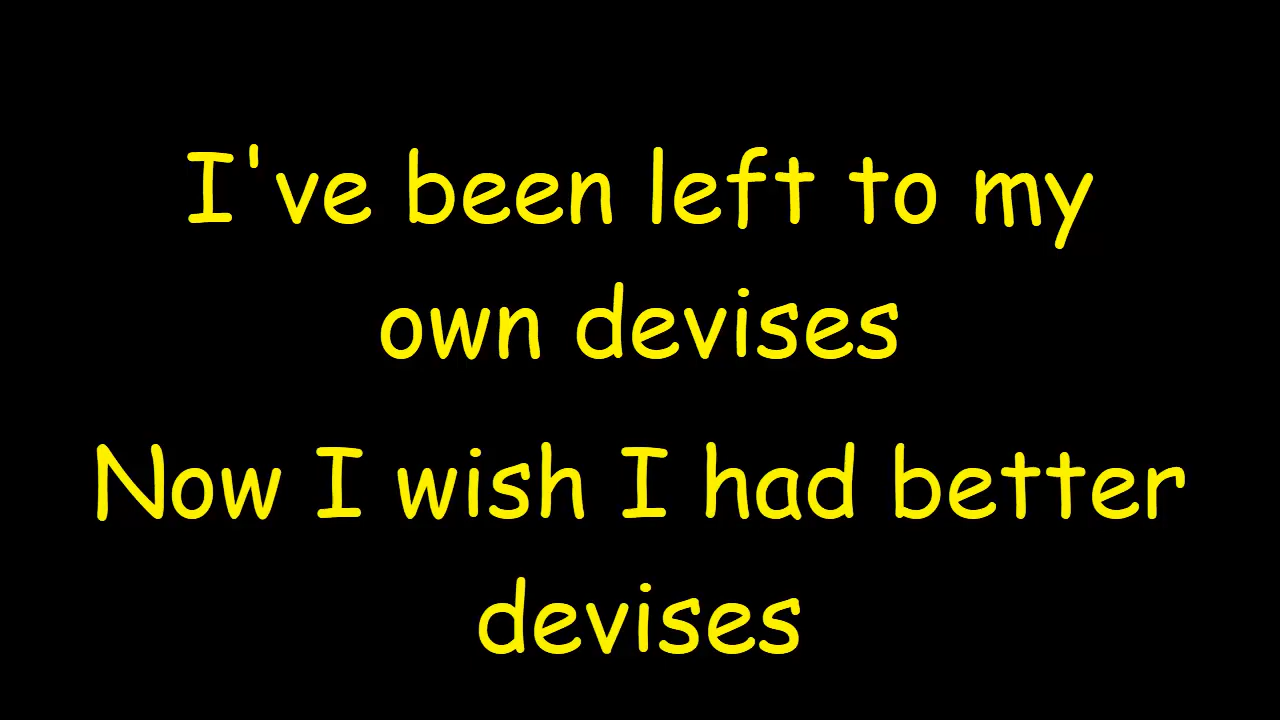 I've been left to my
own devises
Now I wish I had better
devises